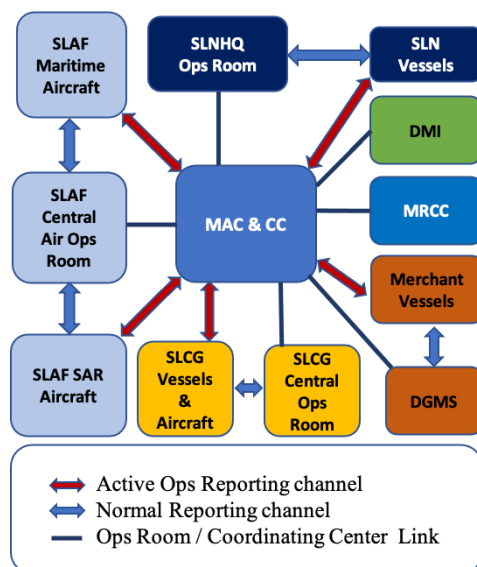 SLAF
Maritime
Aircraft
SLNHQ
Ops Room
SLN
Vessels
DMI
SLAF
Central
Air Ops
Room
MAC & CC
MRCC
Merchant
Vessels
SLAF SAR
Aircraft
SLCG
Vessels
&
Aircraft
SLCG
Central
Ops
Room
DGMS
Active Ops Reporting channel
Normal Reporting channel
Ops Room / Coordinating Center Link